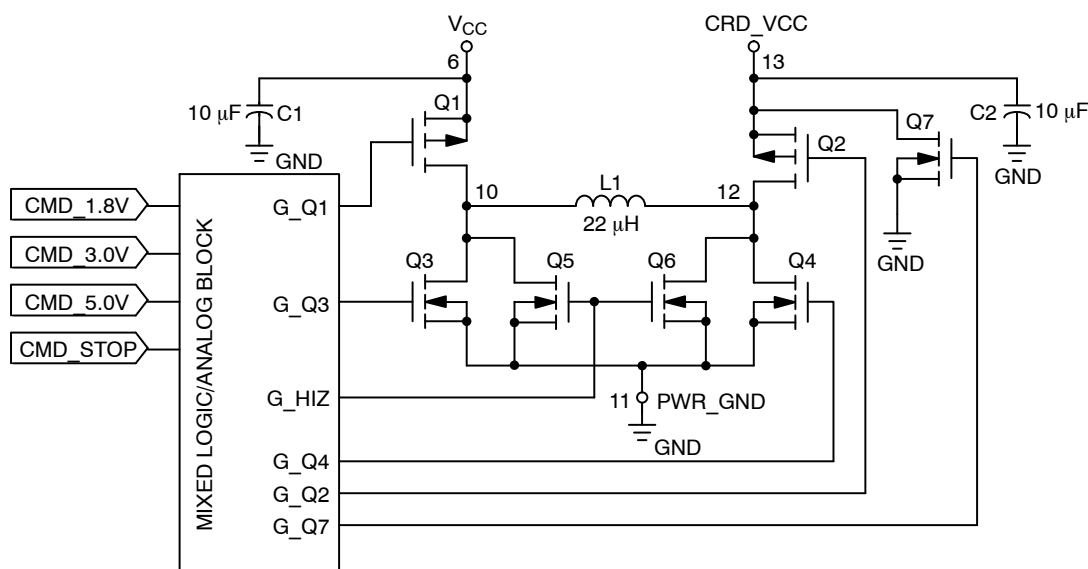 V_CC
CRD_VCC
6
13
10 µF
C1
Q1
C2
10 µF
Q7
Q2
GND
GND
GND
L1
22 µH
10
12
CMD_1.8V
CMD_3.0V
CMD_5.0V
CMD_STOP
MIXED LOGIC/ANALOG BLOCK
G_Q1
G_Q3
G_HIZ
G_Q4
G_Q2
G_Q7
Q3
Q5
Q6
Q4
11
PWR_GND
GND